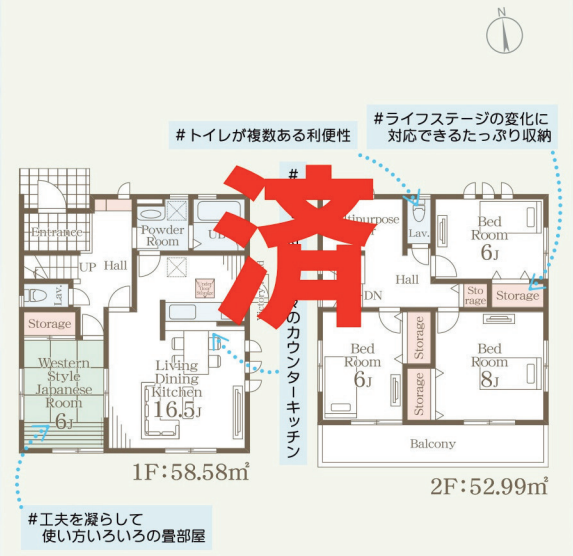 N
#ライフステージの変化に
対応できるたっぷり収納
#トイレが複数ある利便性
済
#
のカウンターキッチン
Entrance
Powder
Room
UP
Hall
Lav.
Storage
Western
Style
Japanese
Room
6J
Living
Dining
Kitchen
16.5J
1F:58.58㎡
Lav.
Bed
Room
6J
Hall
DN
Sto
rage
Storage
Bed
Room
6J
Storage
Storage
Bed
Room
8J
Balcony
2F:52.99㎡
#工夫を凝らして
使い方いろいろの畳部屋